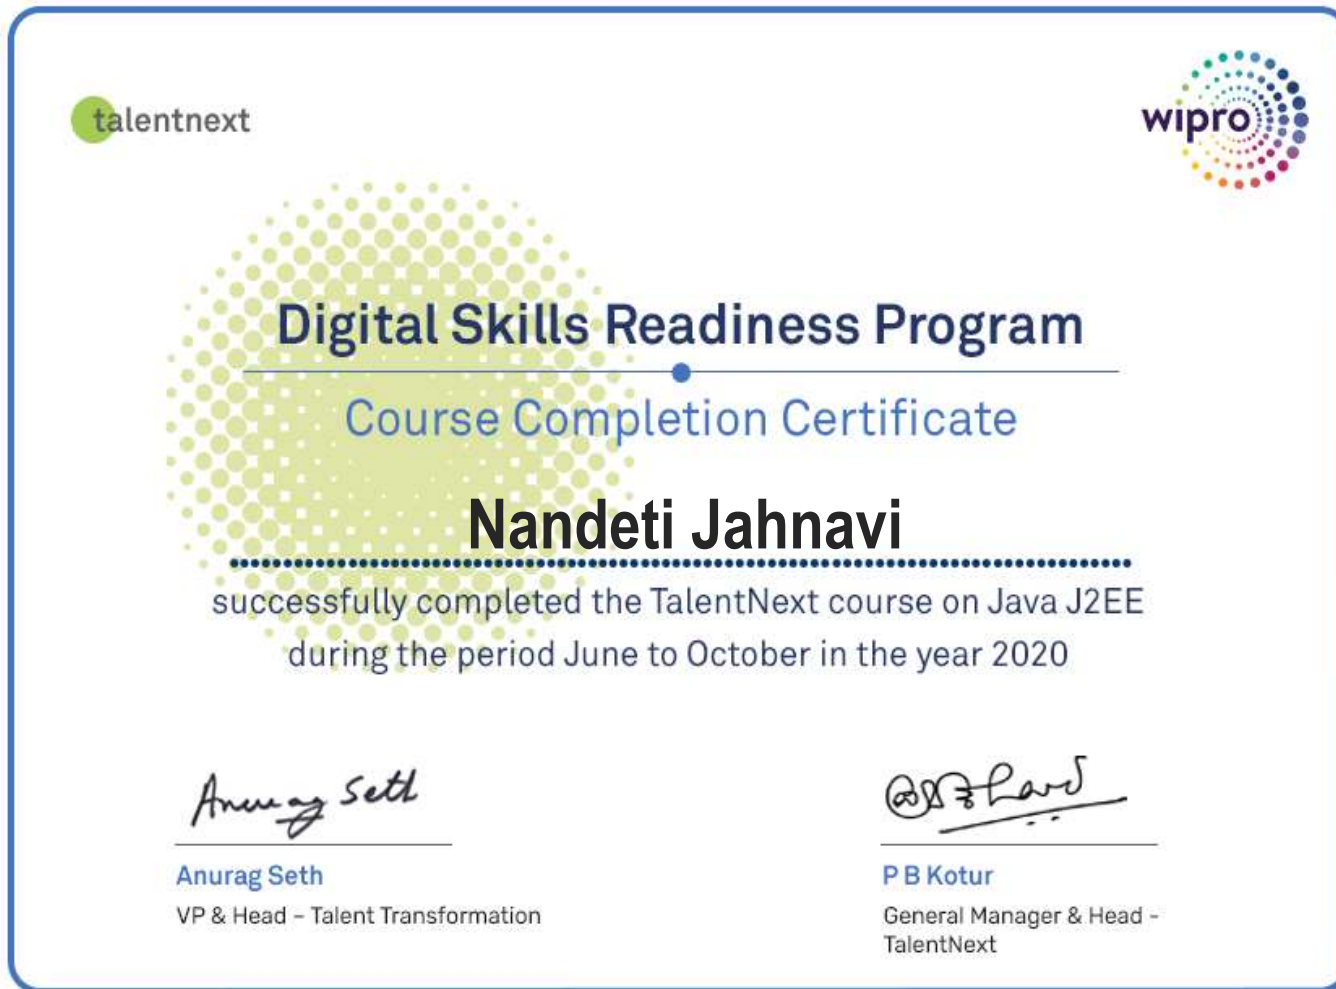 talentnext
wipro
Digital Skills Readiness Program
Course Completion Certificate
Nandeti Jahnavi
successfully completed the TalentNext course on Java J2EE
during the period June to October in the year 2020
Anurag Seth
Anurag Seth
VP & Head – Talent Transformation
P B Kotur
General Manager & Head -
TalentNext